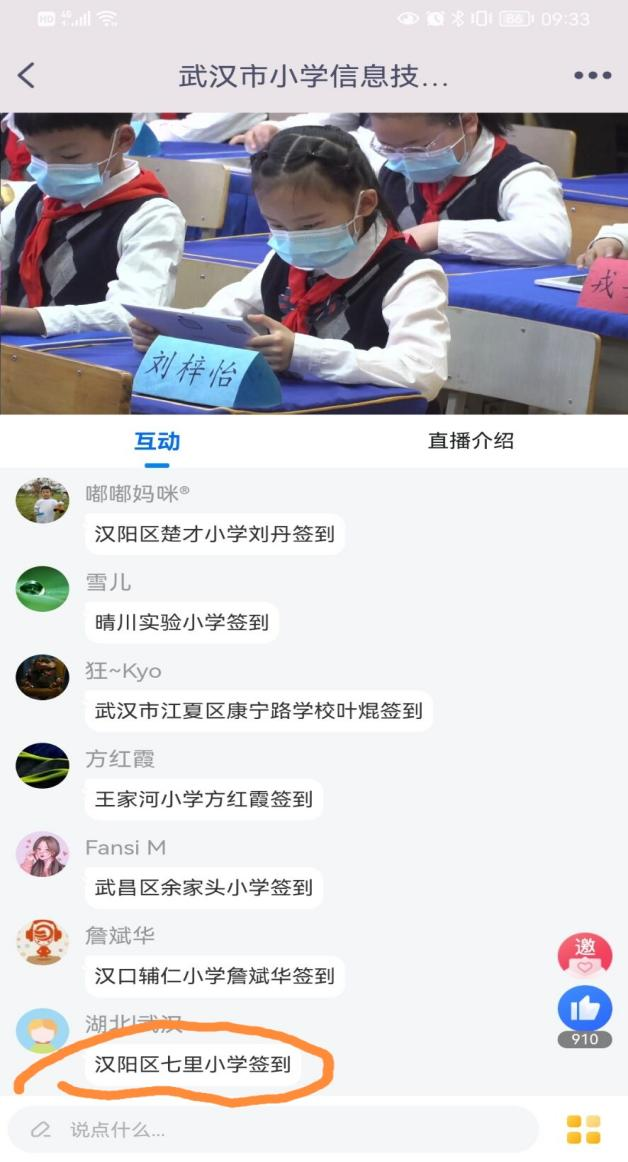 HD 4G 86 09:33
武汉市小学信息技...
刘梓怡
戎
互动 直播介绍
嘟嘟妈咪®
汉阳区楚才小学刘丹签到
雪儿
晴川实验小学签到
狂~Kyo
武汉市江夏区康宁路学校叶焜签到
方红霞
王家河小学方红霞签到
Fansi M
武昌区余家头小学签到
詹斌华
汉口辅仁小学詹斌华签到
邀
湖北|武汉
910
汉阳区七里小学签到
说点什么...